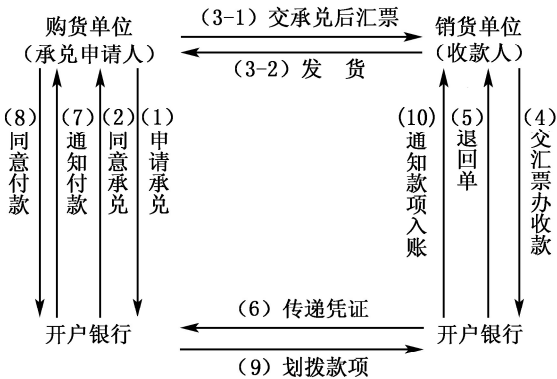 购货单位
（承兑申请人）
（3-1）交承兑后汇票
（3-2）发 货
销货单位
（收款人）
（8）同意付款
（7）通知付款
（2）同意承兑
（1）申请承兑
（10）通知款项入账
（5）退回单
（4）交汇票办收款
开户银行
（6）传递凭证
（9）划拨款项
开户银行